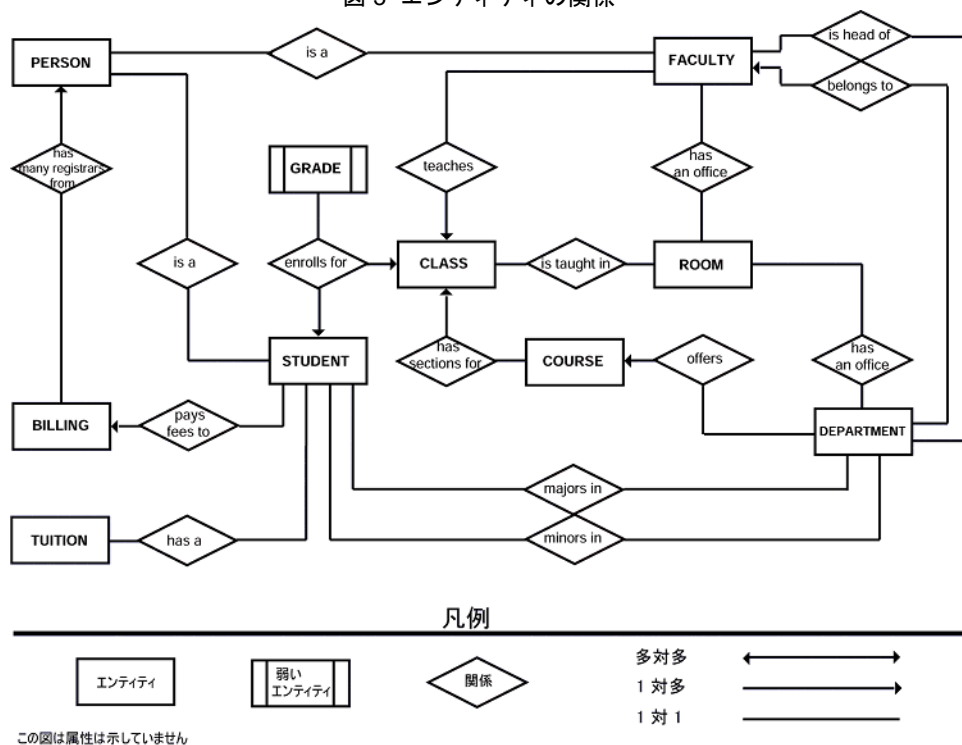 図 3 エンティティの関係
is a
is head of
PERSON
FACULTY
belongs to
has
many registrars
from
GRADE
teaches
has
an office
is a
enrolls for
CLASS
is taught in
ROOM
STUDENT
has
sections for
COURSE
offers
has
an office
BILLING
pays
fees to
DEPARTMENT
majors in
TUITION
has a
minors in
凡例
エンティティ
弱い
エンティティ
関係
多対多
1 対多
1 対 1
この図は属性は示していません